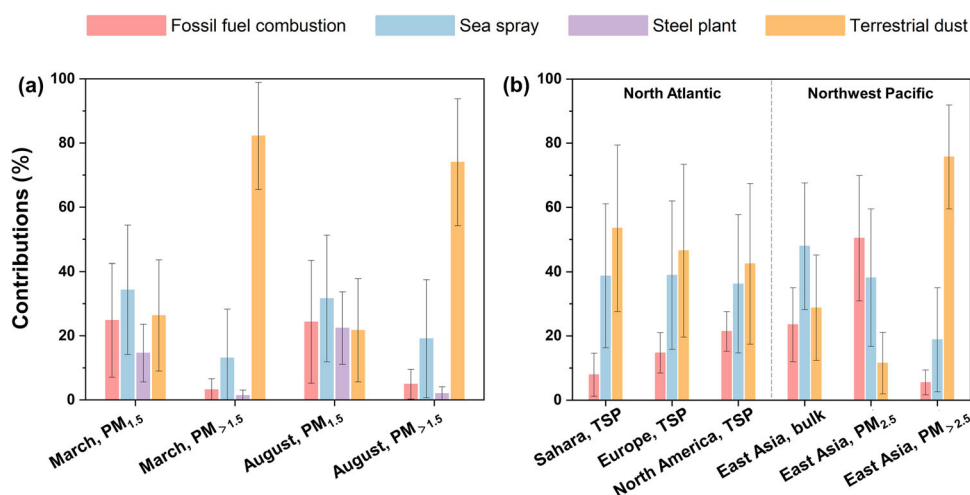 Fossil fuel combustion Sea spray Steel plant Terrestrial dust
(a)
Contributions (%)
100
80
60
40
20
0
March, PM1.5
March, PM>1.5
August, PM1.5
August, PM>1.5
(b)
North Atlantic Northwest Pacific
100
80
60
40
20
0
Sahara, TSP
Europe, TSP
North America, TSP
East Asia, bulk
East Asia, PM2.5
East Asia, PM>2.5